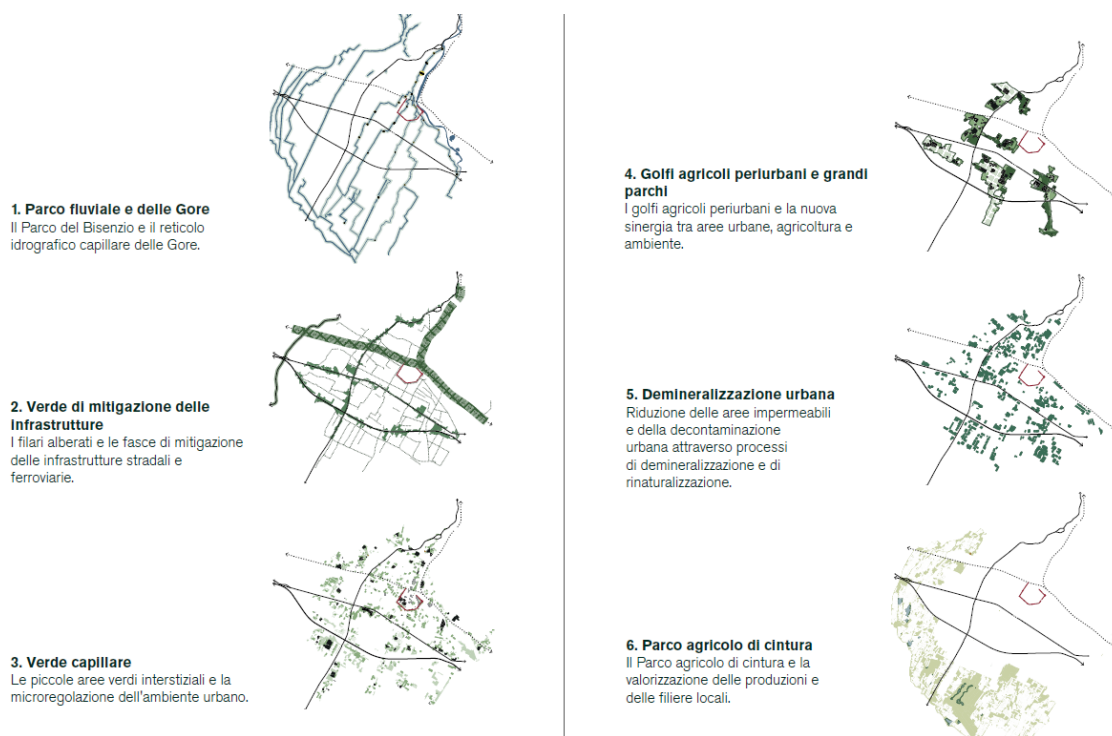 1. Parco fluviale e delle Gore
Il Parco del Bisenzio e il reticolo
idrografico capillare delle Gore.
2. Verde di mitigazione delle
infrastrutture
I filari alberati e le fasce di mitigazione
delle infrastrutture stradali e
ferroviarie.
3. Verde capillare
Le piccole aree verdi interstiziali e la
microregolazione dell'ambiente urbano.
4. Golfi agricoli periurbani e grandi
parchi
I golfi agricoli periurbani e la nuova
sinergia tra aree urbane, agricoltura e
ambiente.
5. Demineralizzazione urbana
Riduzione delle aree impermeabili
e della decontaminazione
urbana attraverso processi
di demineralizzazione e di
rinaturalizzazione.
6. Parco agricolo di cintura
Il Parco agricolo di cintura e la
valorizzazione delle produzioni e
delle filiere locali.